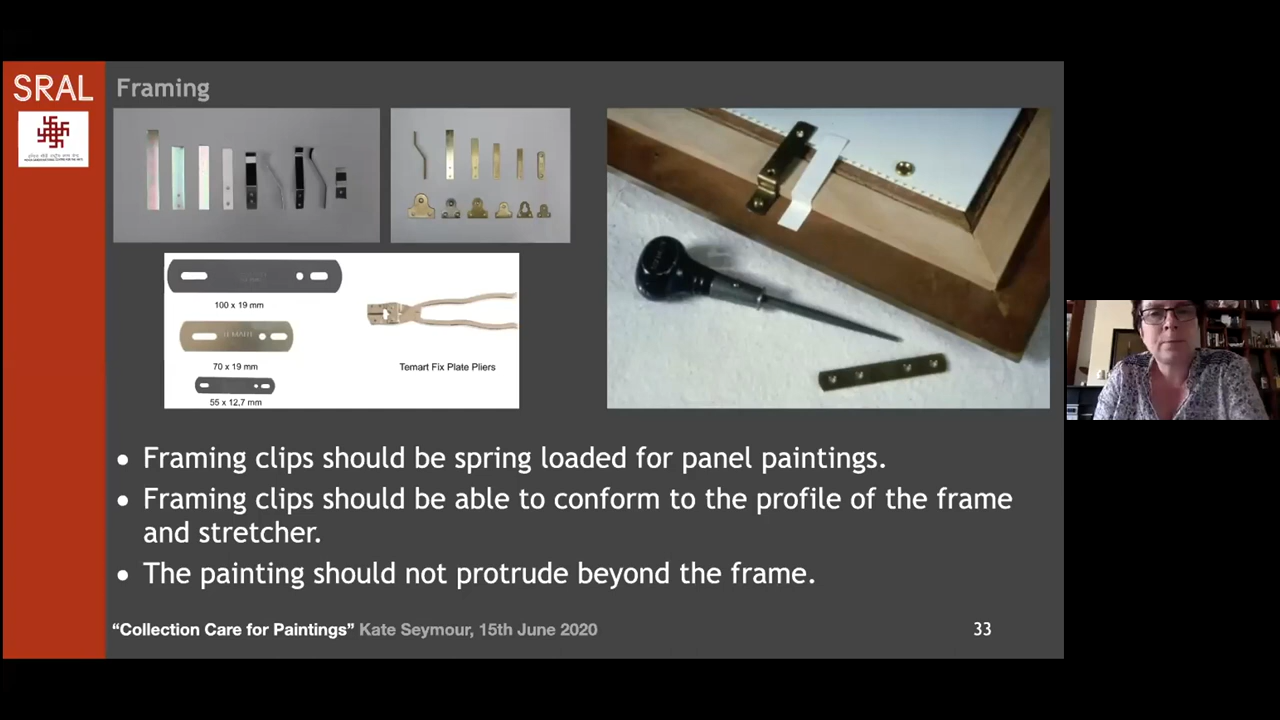 SRAL
Framing
100 x 19 mm
TEMART
70 x 19 mm
55 x 12,7 mm
Temart Fix Plate Pliers
• Framing clips should be spring loaded for panel paintings.
• Framing clips should be able to conform to the profile of the frame
and stretcher.
• The painting should not protrude beyond the frame.
“Collection Care for Paintings” Kate Seymour, 15th June 2020
33